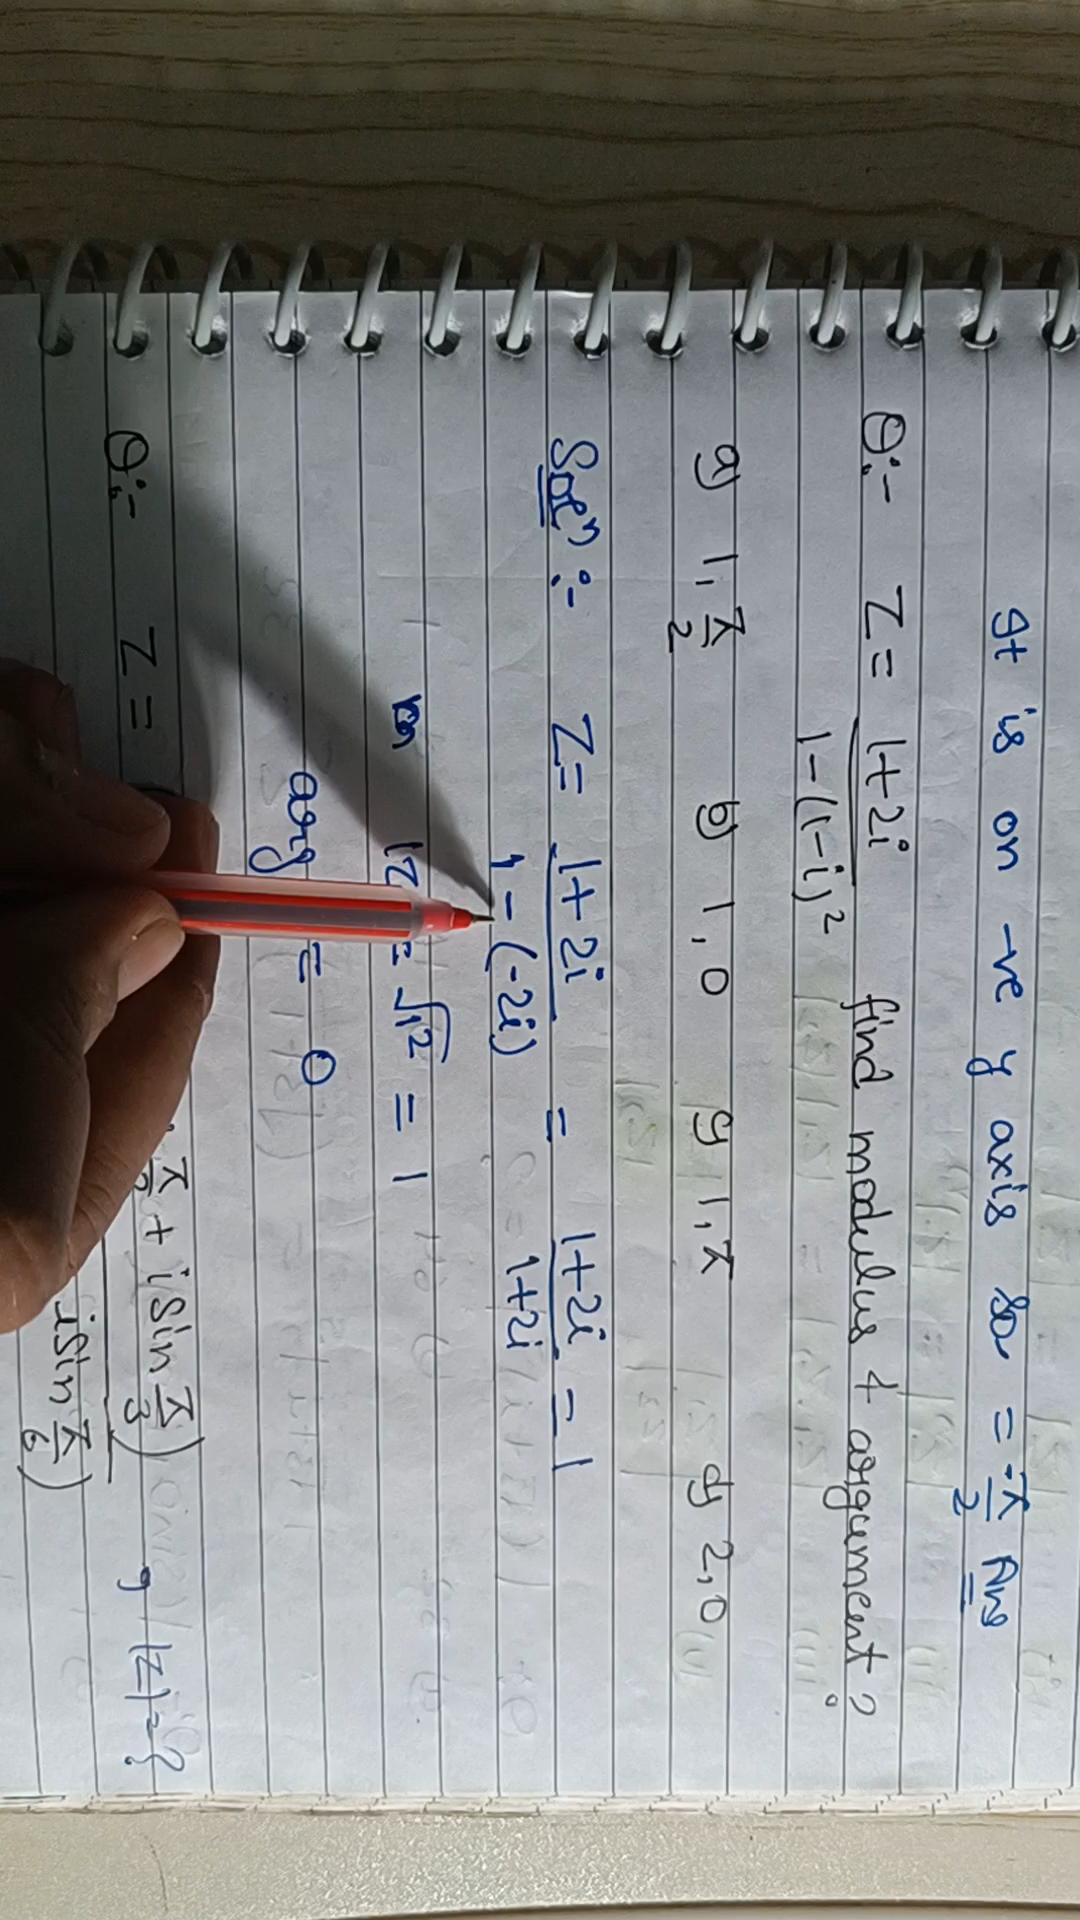 It is on -ve y axis so = -π/2 Ans
Q:- Z = 1+2i / 1-(1-i)² find modulus & argument?
a) 1, π/2 b) 1, 0 c) 1, π d) 2, 0
Solⁿ :- Z = 1+2i / 1-(-2i) = 1+2i / 1+2i = 1
|Z = √1² = 1
arg = 0
Q:- Z = π/2 + i Sin π/3) , |Z|=?
i Sin π/6)